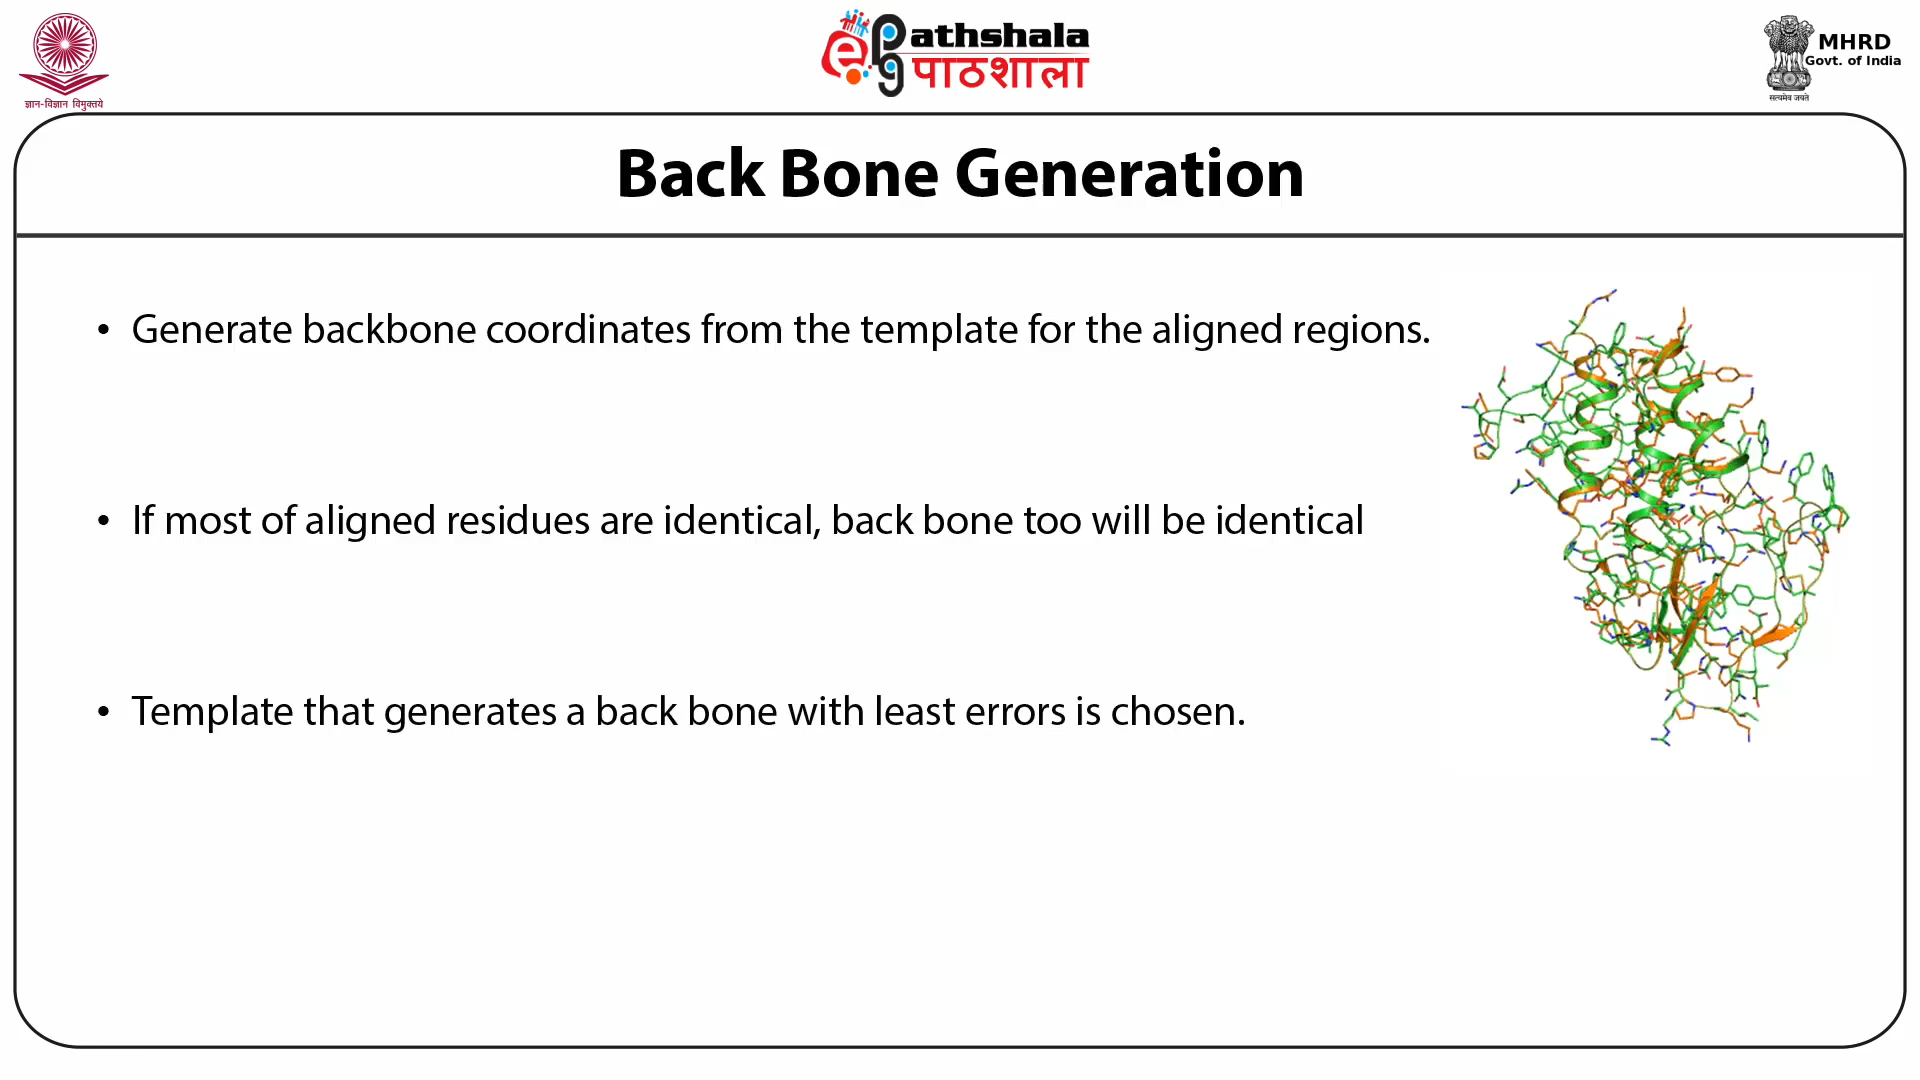 ज्ञान-विज्ञान विमुक्तये
ePathshala
पाठशाला
MHRD
Govt. of India
सत्यमेव जयते
Back Bone Generation
• Generate backbone coordinates from the template for the aligned regions.
• If most of aligned residues are identical, back bone too will be identical
• Template that generates a back bone with least errors is chosen.